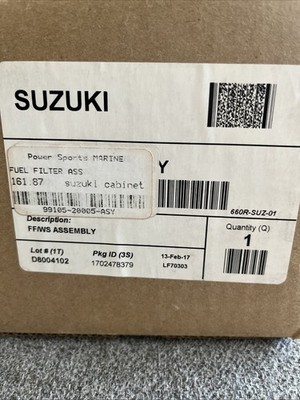 SUZUKI
Power Sports MARINE
FUEL FILTER ASS
161.87 suzuki cabinet
Y
99105-20005-ASY
660R-SUZ-01
Description:
FF/WS ASSEMBLY
Quantity (Q)
1
Lot # (1T)
D8004102
Pkg ID (3S)
1702478379
13-Feb-17
LF70303